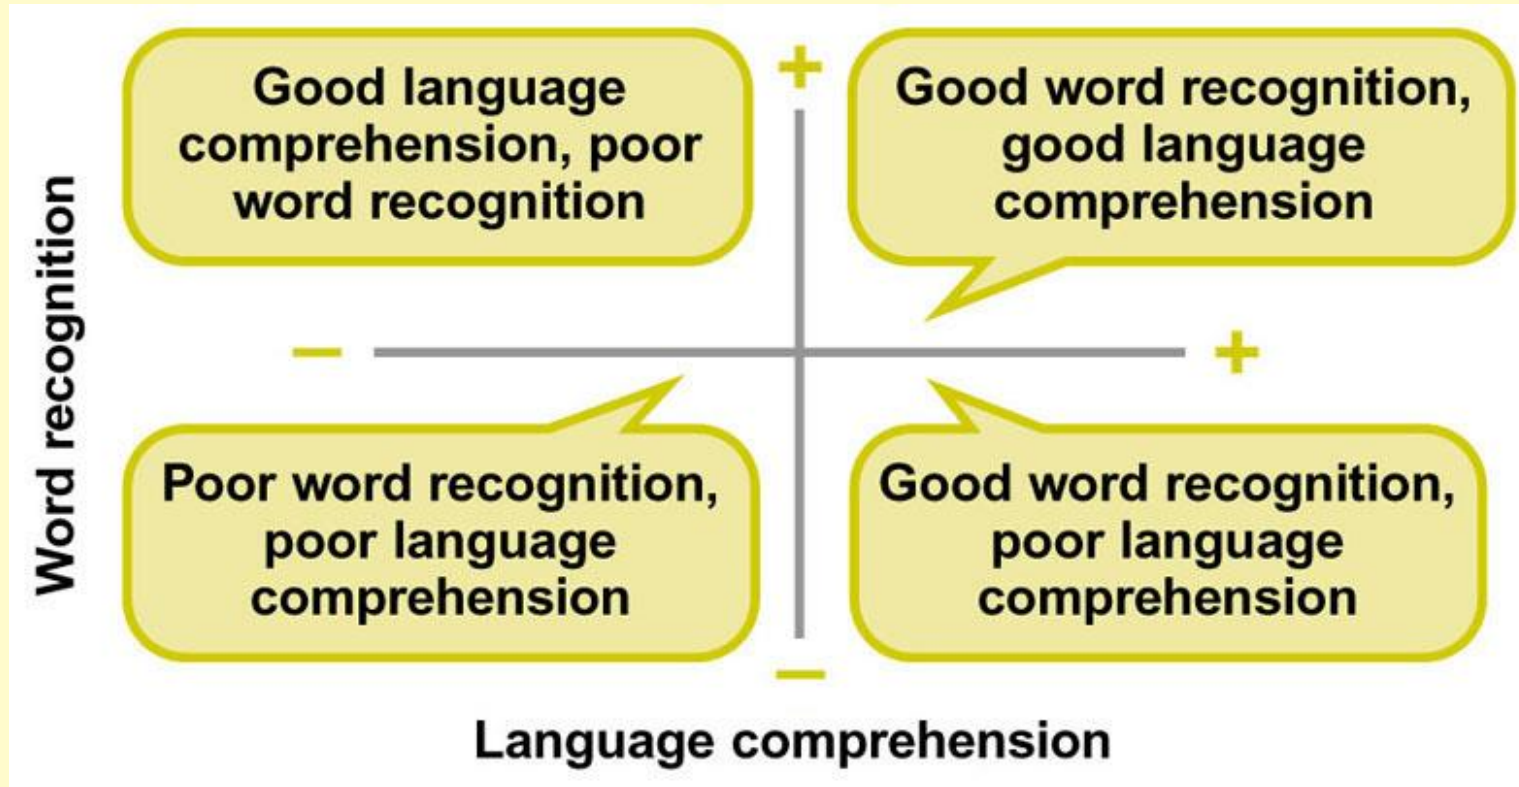 Good language
comprehension, poor
word recognition
+
Good word recognition,
good language
comprehension
Word recognition
–
+
Poor word recognition,
poor language
comprehension
Good word recognition,
poor language
comprehension
–
Language comprehension